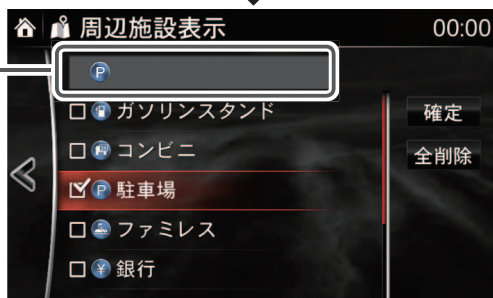 周辺施設表示 00:00
P
ガソリンスタンド
コンビニ
P 駐車場
ファミレス
¥ 銀行
確定
全削除